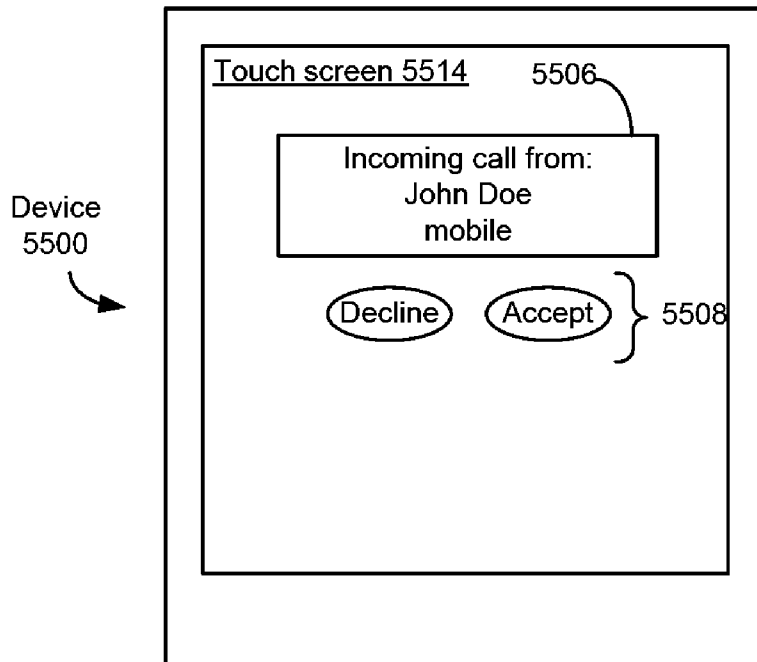 Touch screen 5514
5506
Incoming call from:
John Doe
mobile
Device
5500
Decline
Accept
5508